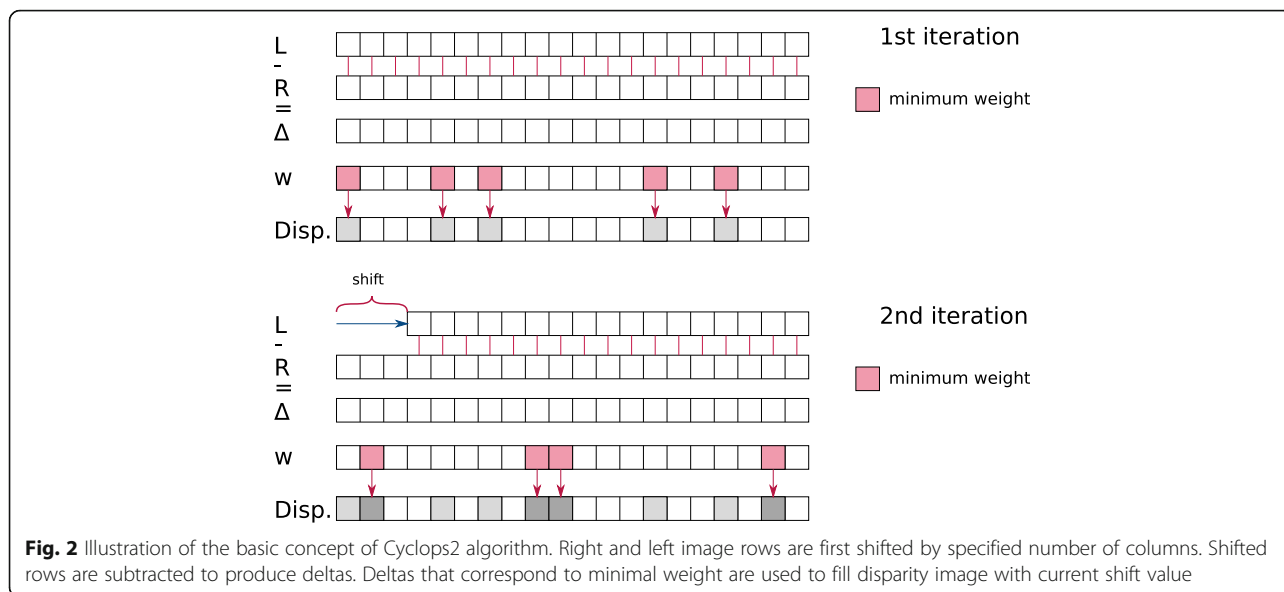 1st iteration
L
-
R
=
Δ
minimum weight
w
Disp.
shift
2nd iteration
L
-
R
=
Δ
minimum weight
w
Disp.
Fig. 2 Illustration of the basic concept of Cyclops2 algorithm. Right and left image rows are first shifted by specified number of columns. Shifted
rows are subtracted to produce deltas. Deltas that correspond to minimal weight are used to fill disparity image with current shift value